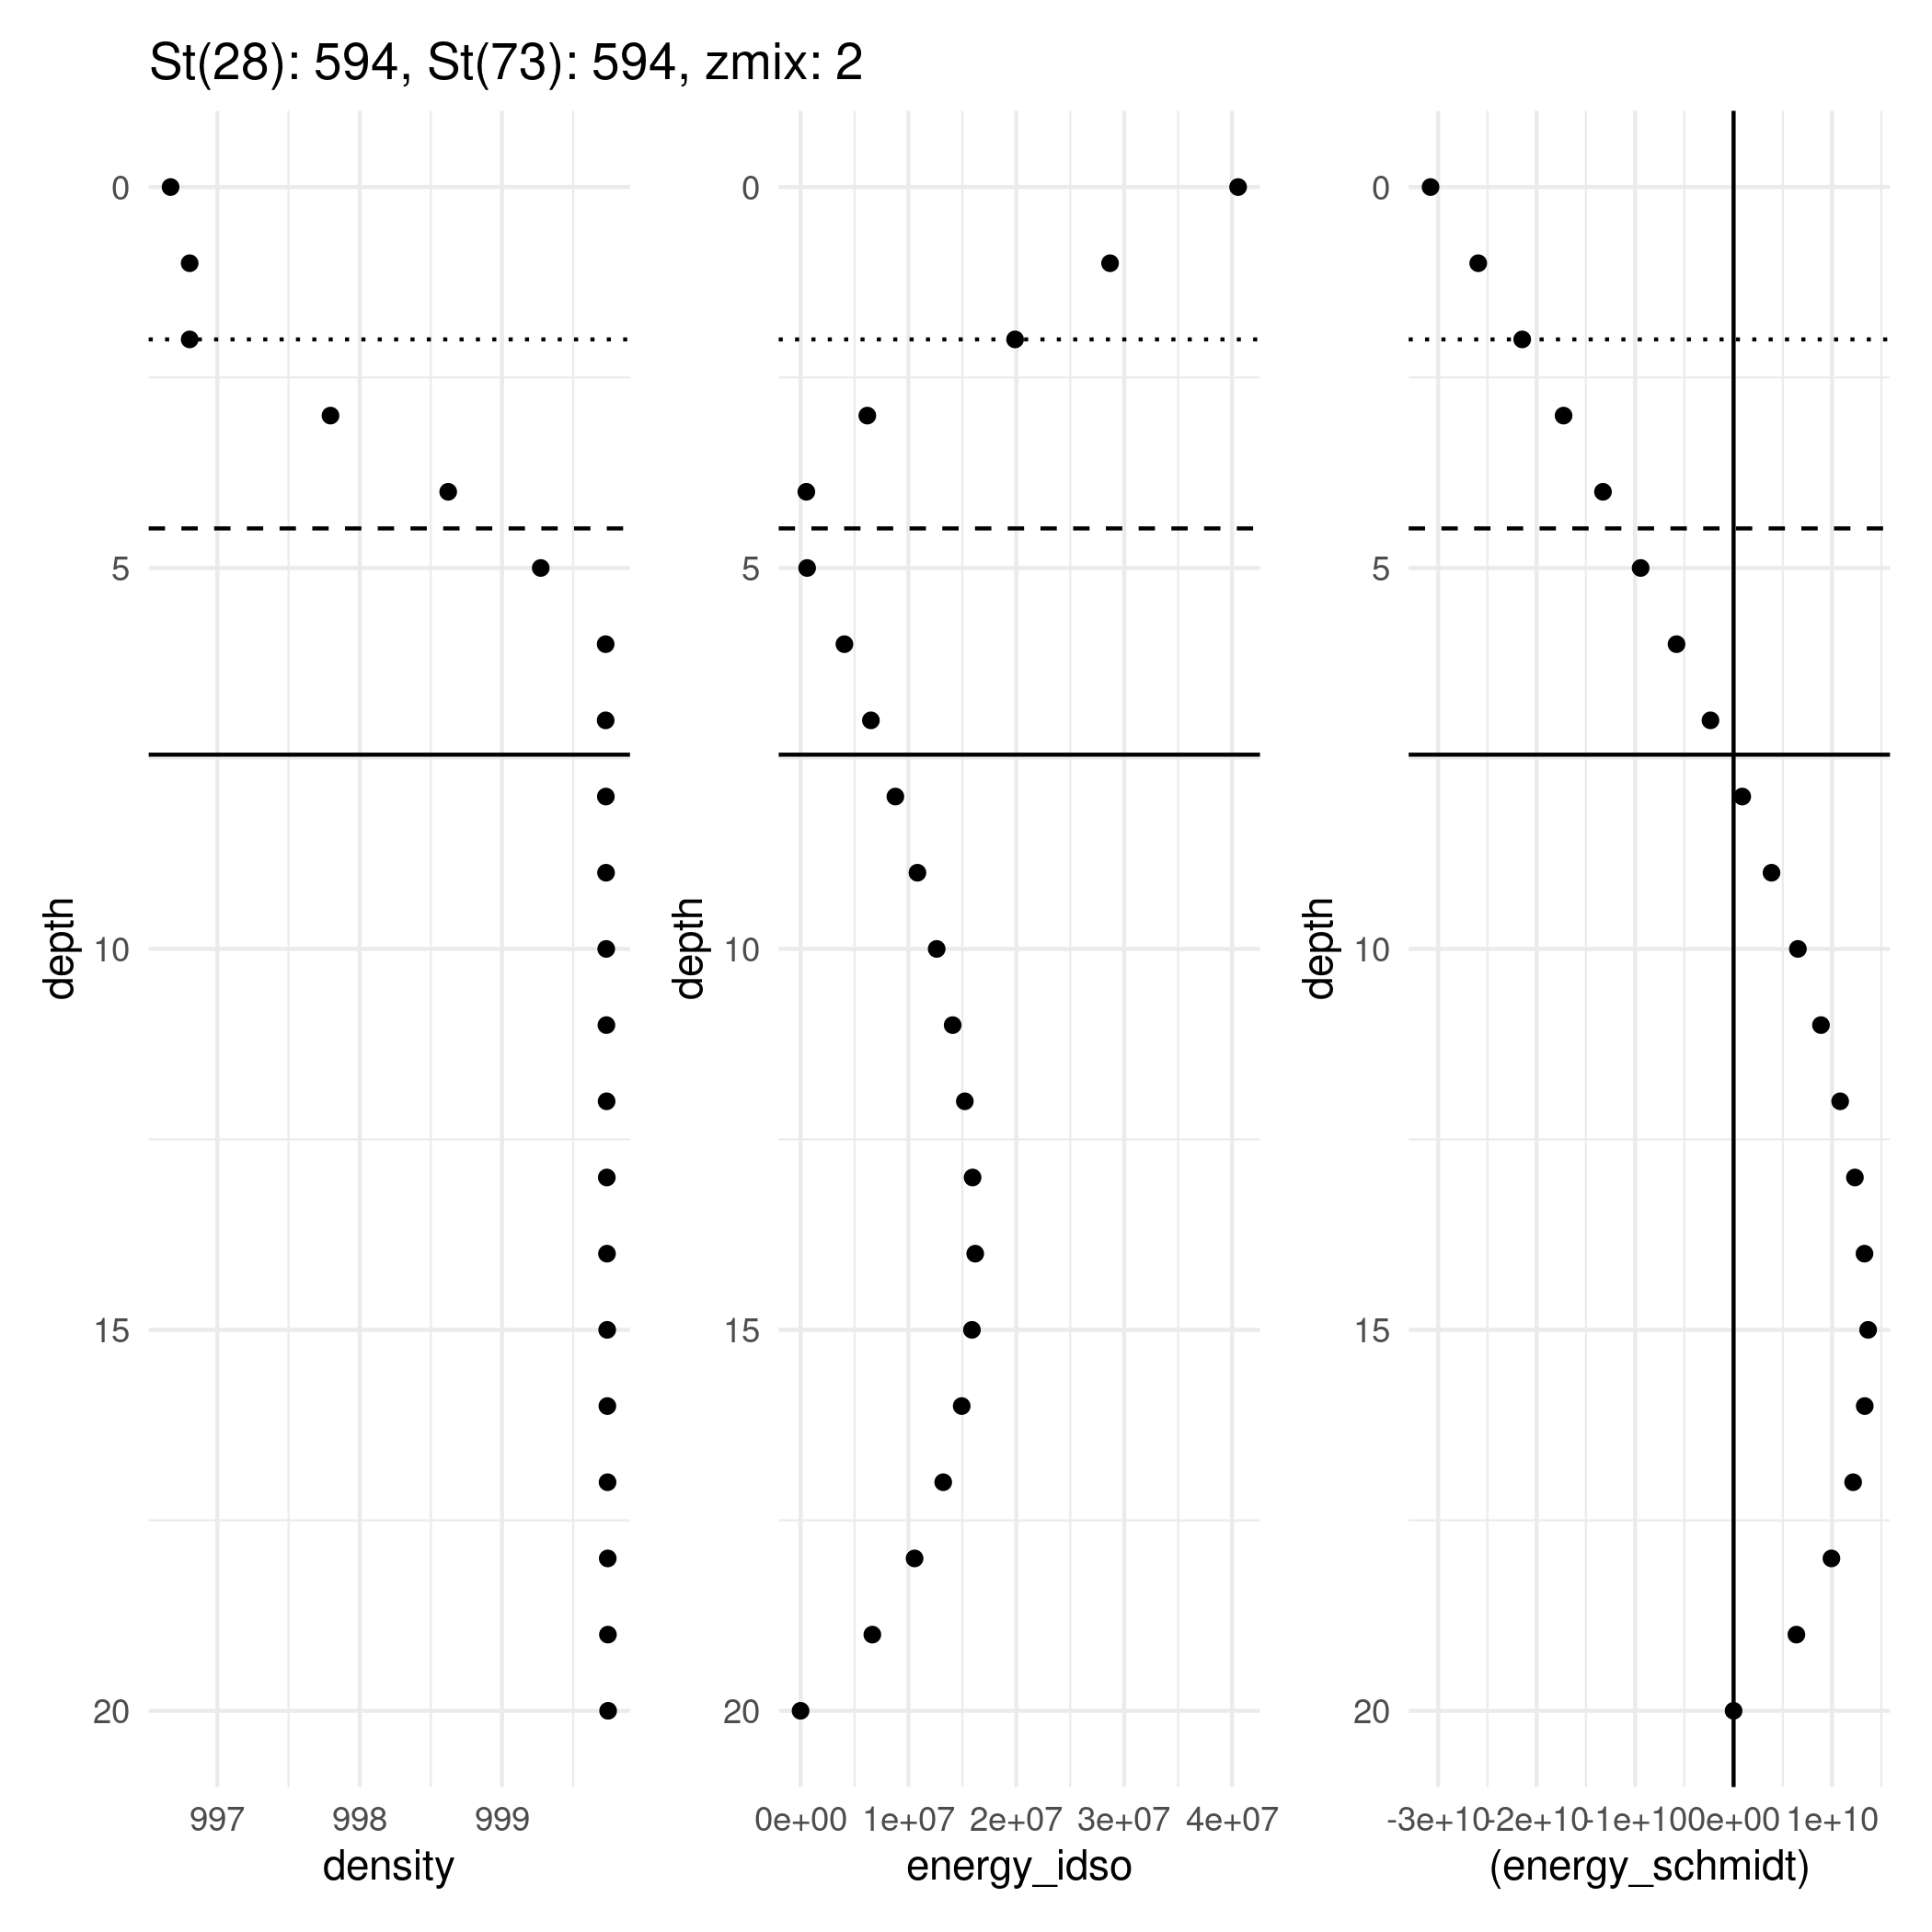 St(28): 594, St(73): 594, zmix: 2
depth
0
5
10
15
20
997 998 999
density
depth
0
5
10
15
20
0e+00 1e+07 2e+07 3e+07 4e+07
energy_idso
depth
0
5
10
15
20
-3e+10 -2e+10 -1e+10 0e+00 1e+10
(energy_schmidt)